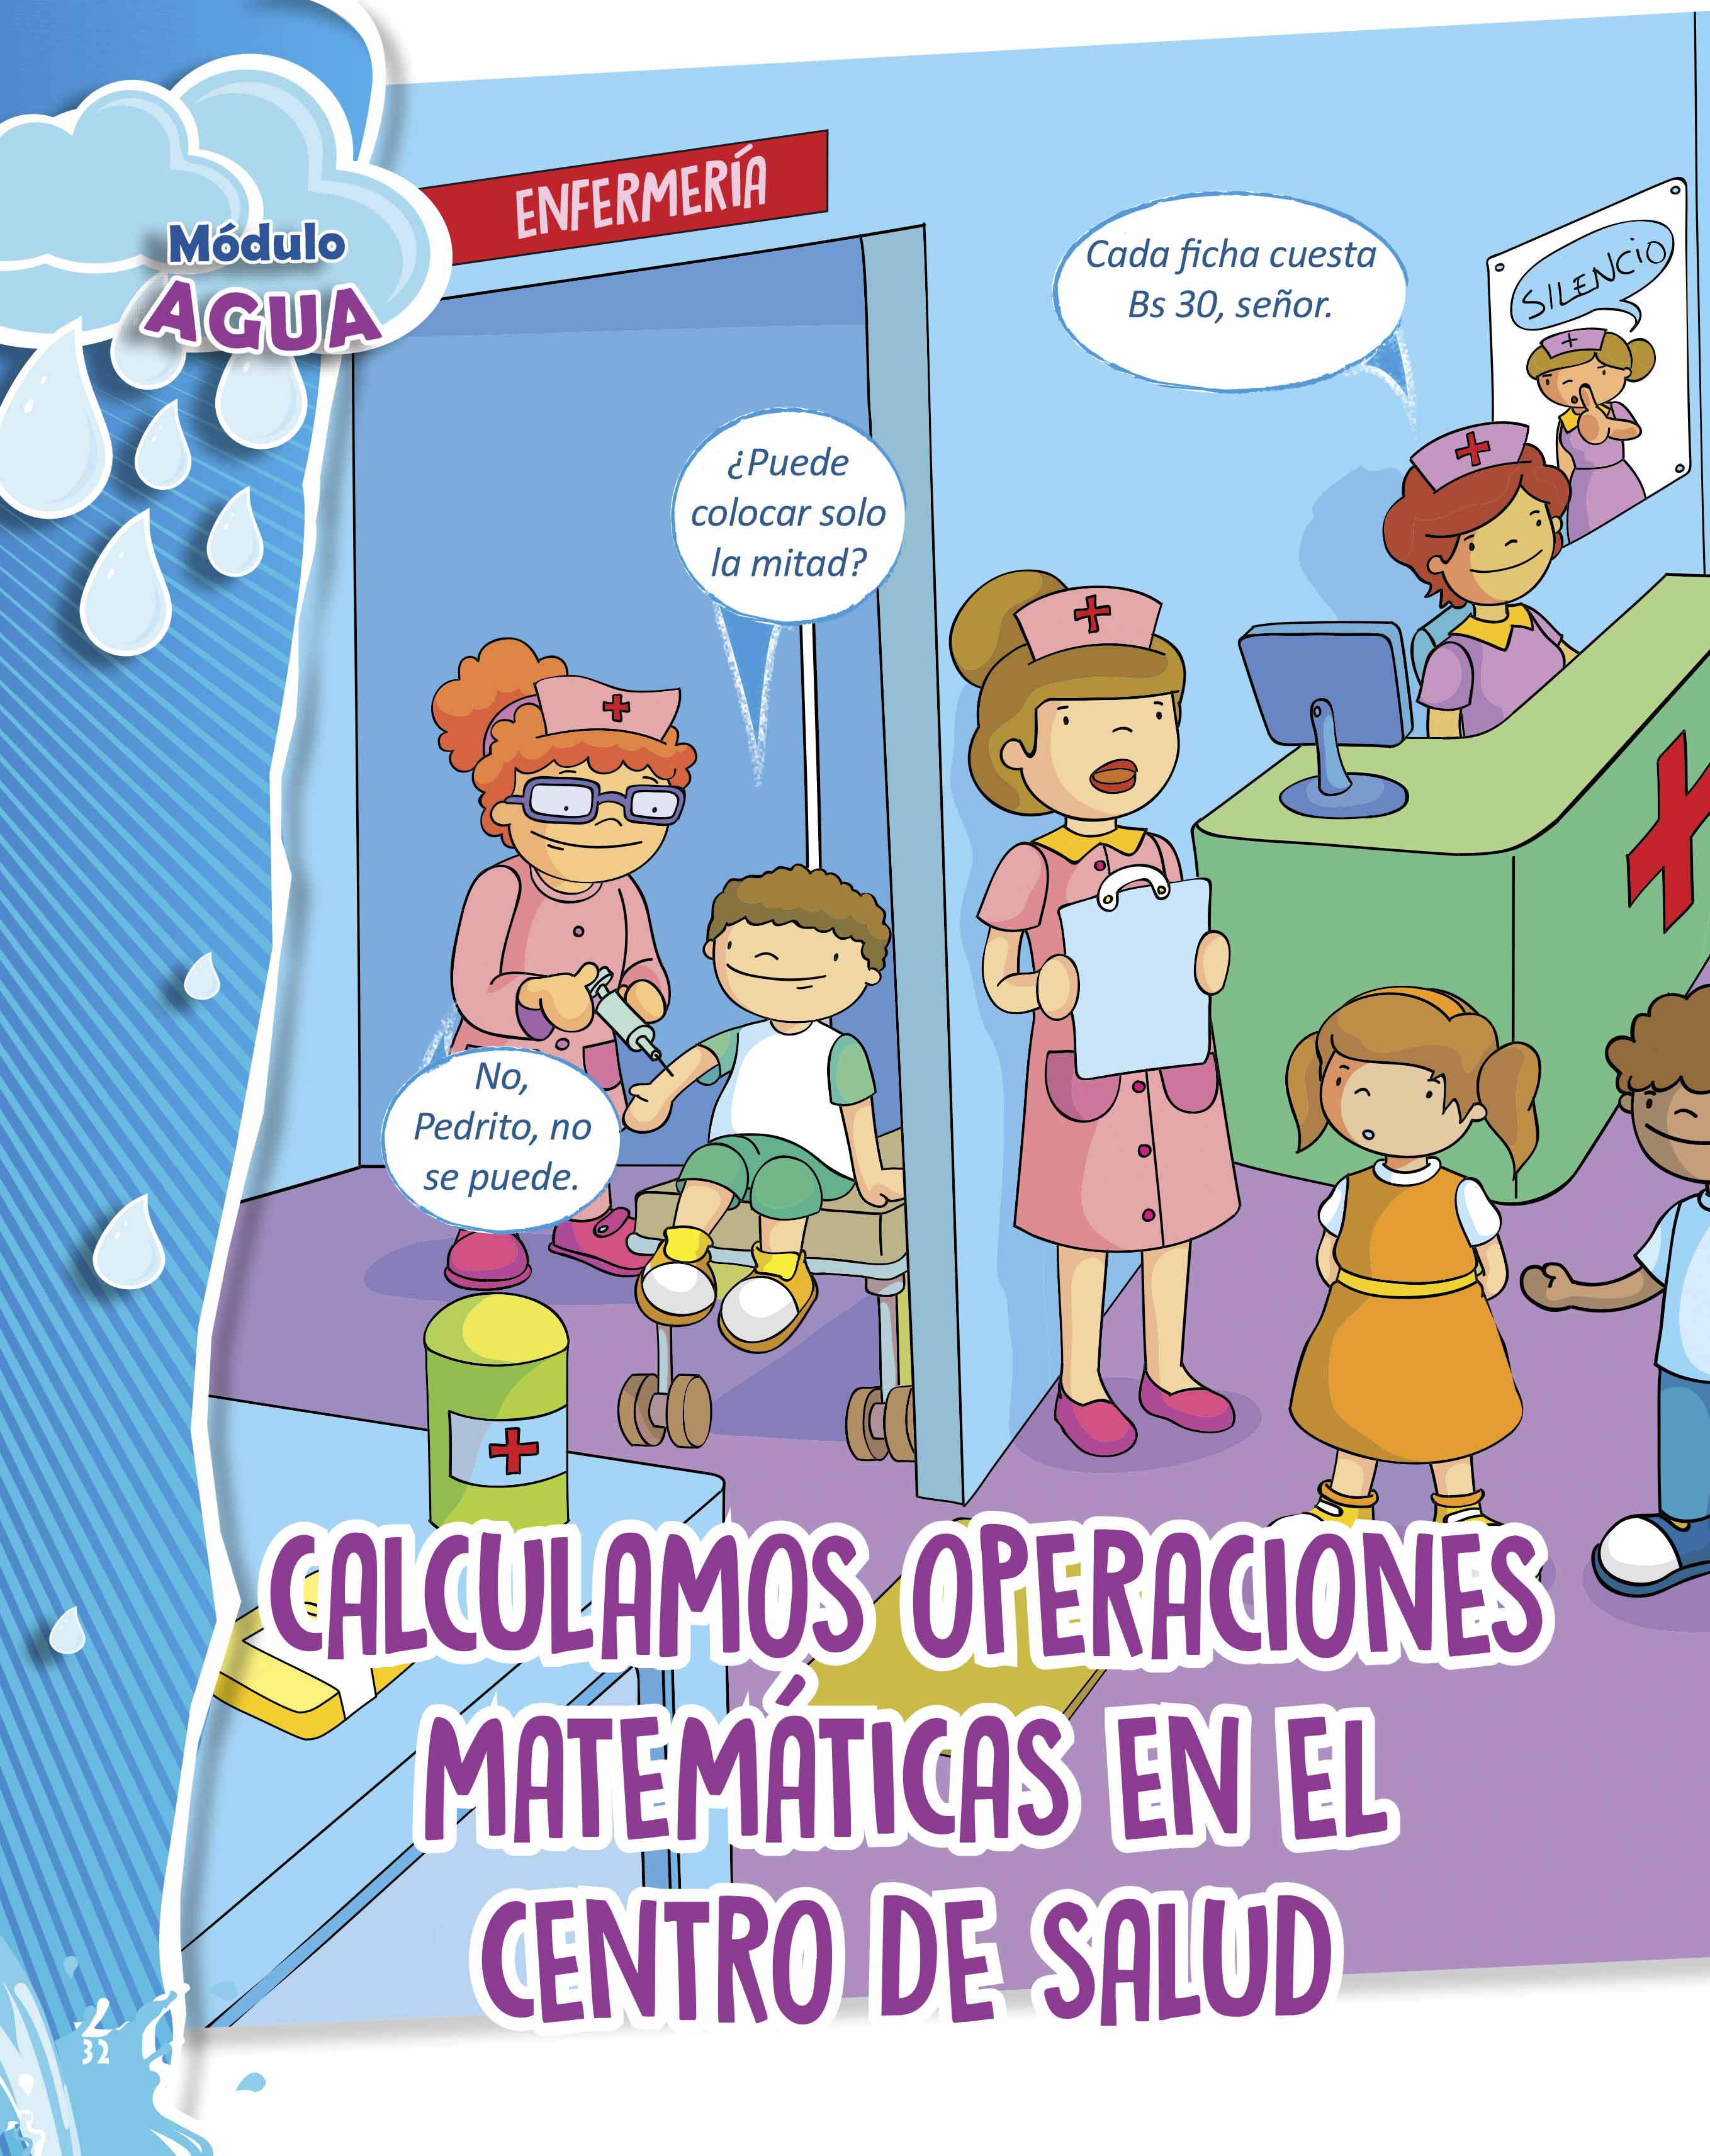 Módulo
AGUA
ENFERMERÍA
Cada ficha cuesta
Bs 30, señor.
SILENCIO
¿Puede
colocar solo
la mitad?
No,
Pedrito, no
se puede.
CALCULAMOS OPERACIONES
MATEMÁTICAS EN EL
CENTRO DE SALUD
32